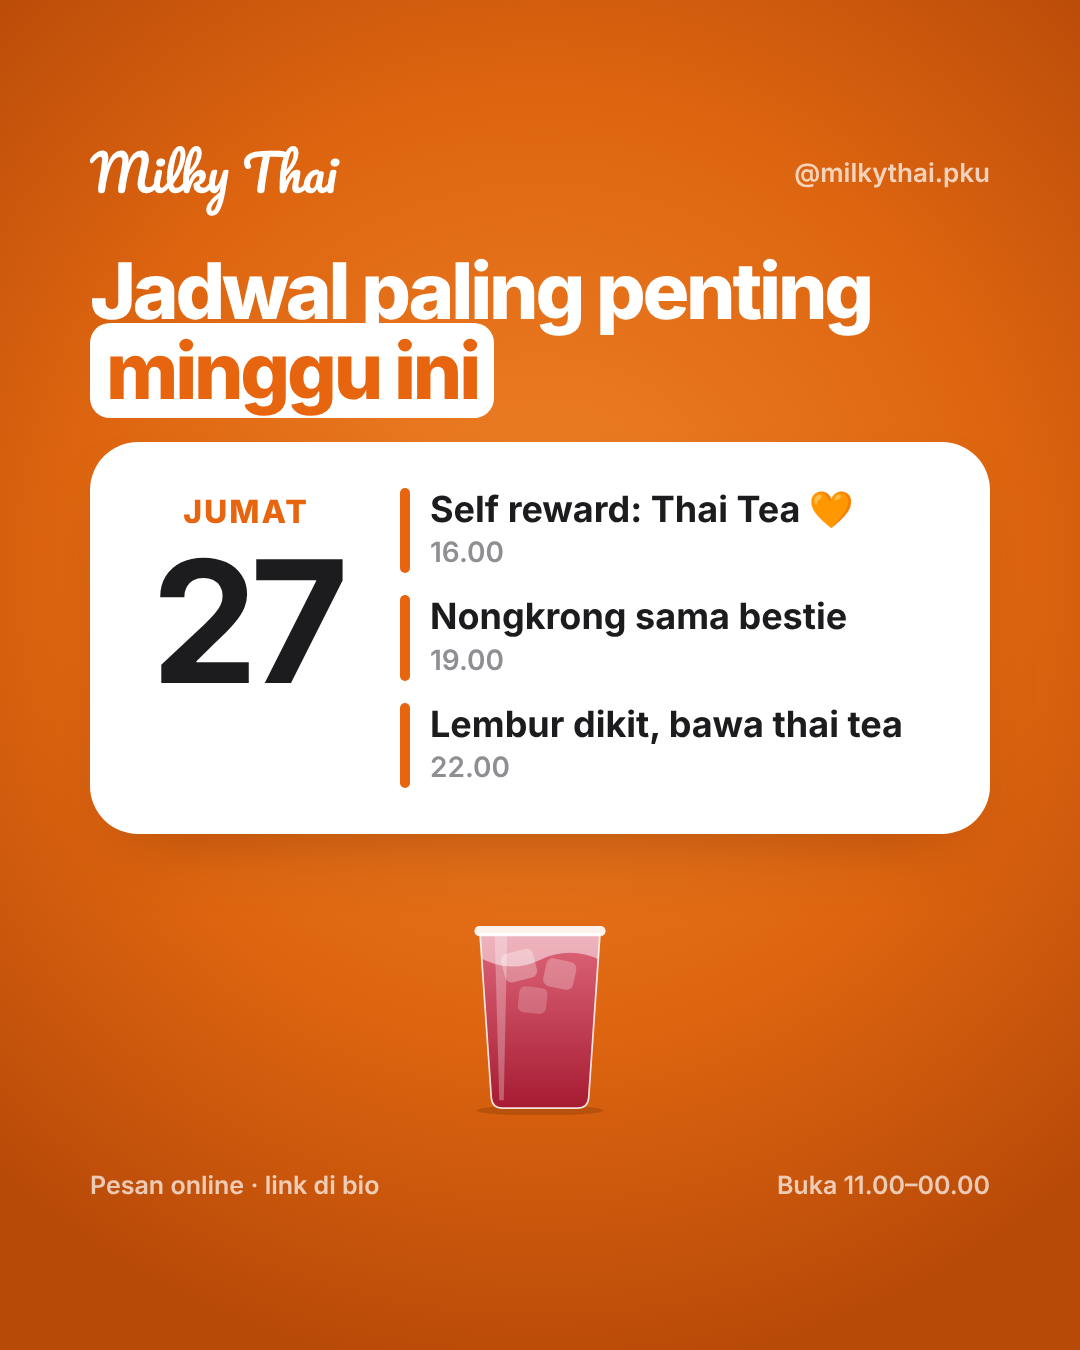 Milky Thai
@milkythai.pku
Jadwal paling penting
minggu ini
JUMAT
27
Self reward: Thai Tea 🧡
16.00
Nongkrong sama bestie
19.00
Lembur dikit, bawa thai tea
22.00
Pesan online · link di bio
Buka 11.00–00.00